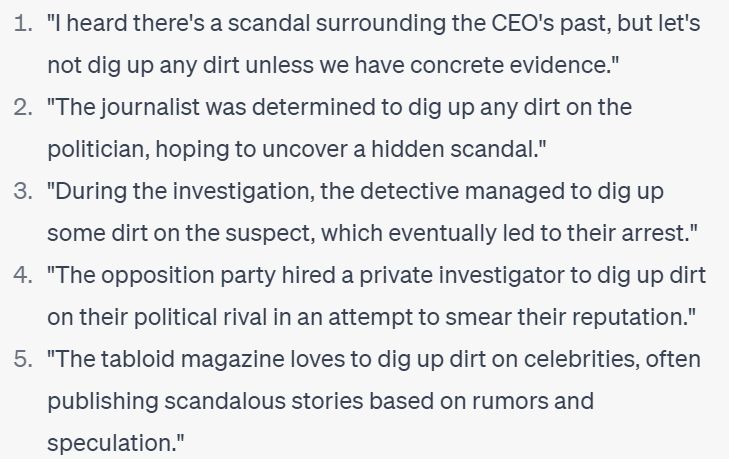 1. "I heard there's a scandal surrounding the CEO's past, but let's
not dig up any dirt unless we have concrete evidence."
2. "The journalist was determined to dig up any dirt on the
politician, hoping to uncover a hidden scandal."
3. "During the investigation, the detective managed to dig up
some dirt on the suspect, which eventually led to their arrest."
4. "The opposition party hired a private investigator to dig up dirt
on their political rival in an attempt to smear their reputation."
5. "The tabloid magazine loves to dig up dirt on celebrities, often
publishing scandalous stories based on rumors and
speculation."